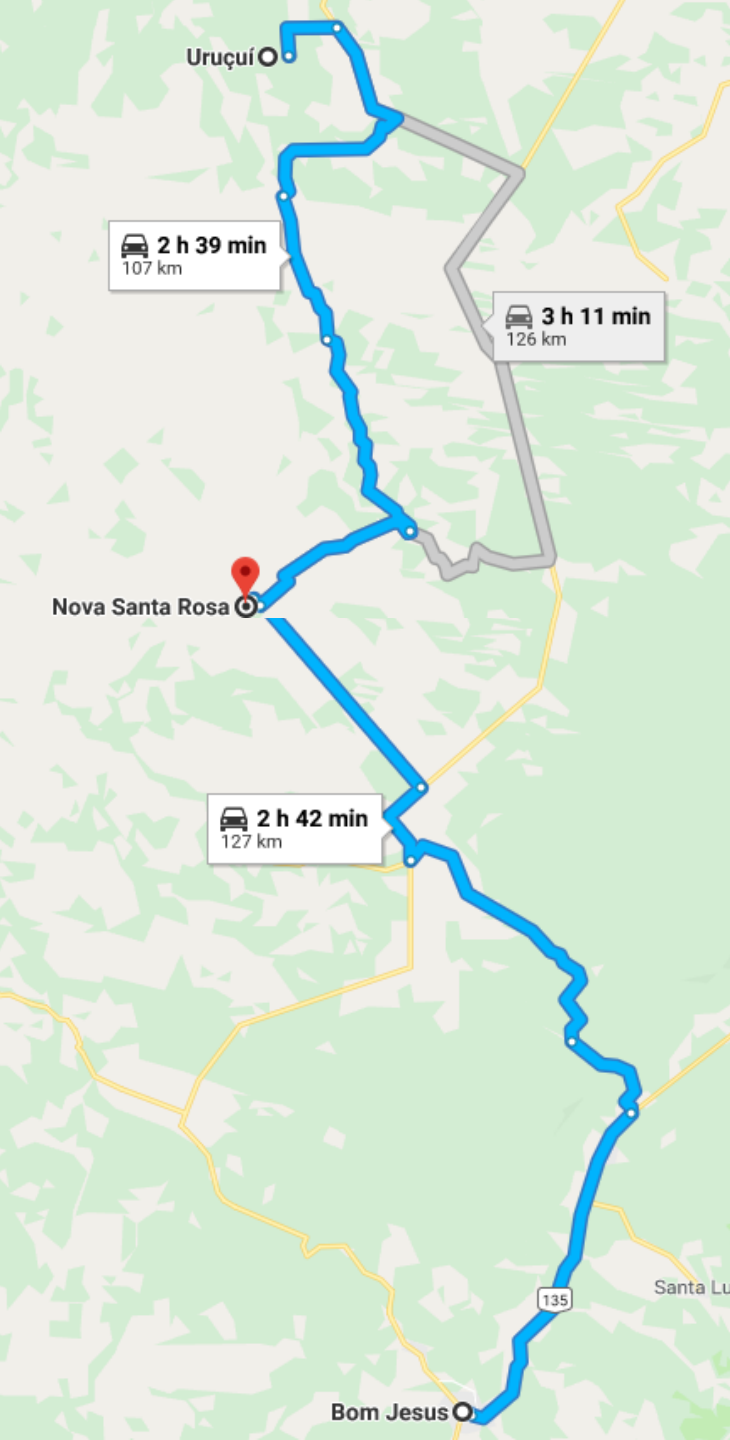 Uruçuí
2 h 39 min
107 km
3 h 11 min
126 km
Nova Santa Rosa
2 h 42 min
127 km
Santa Lu
135
Bom Jesus